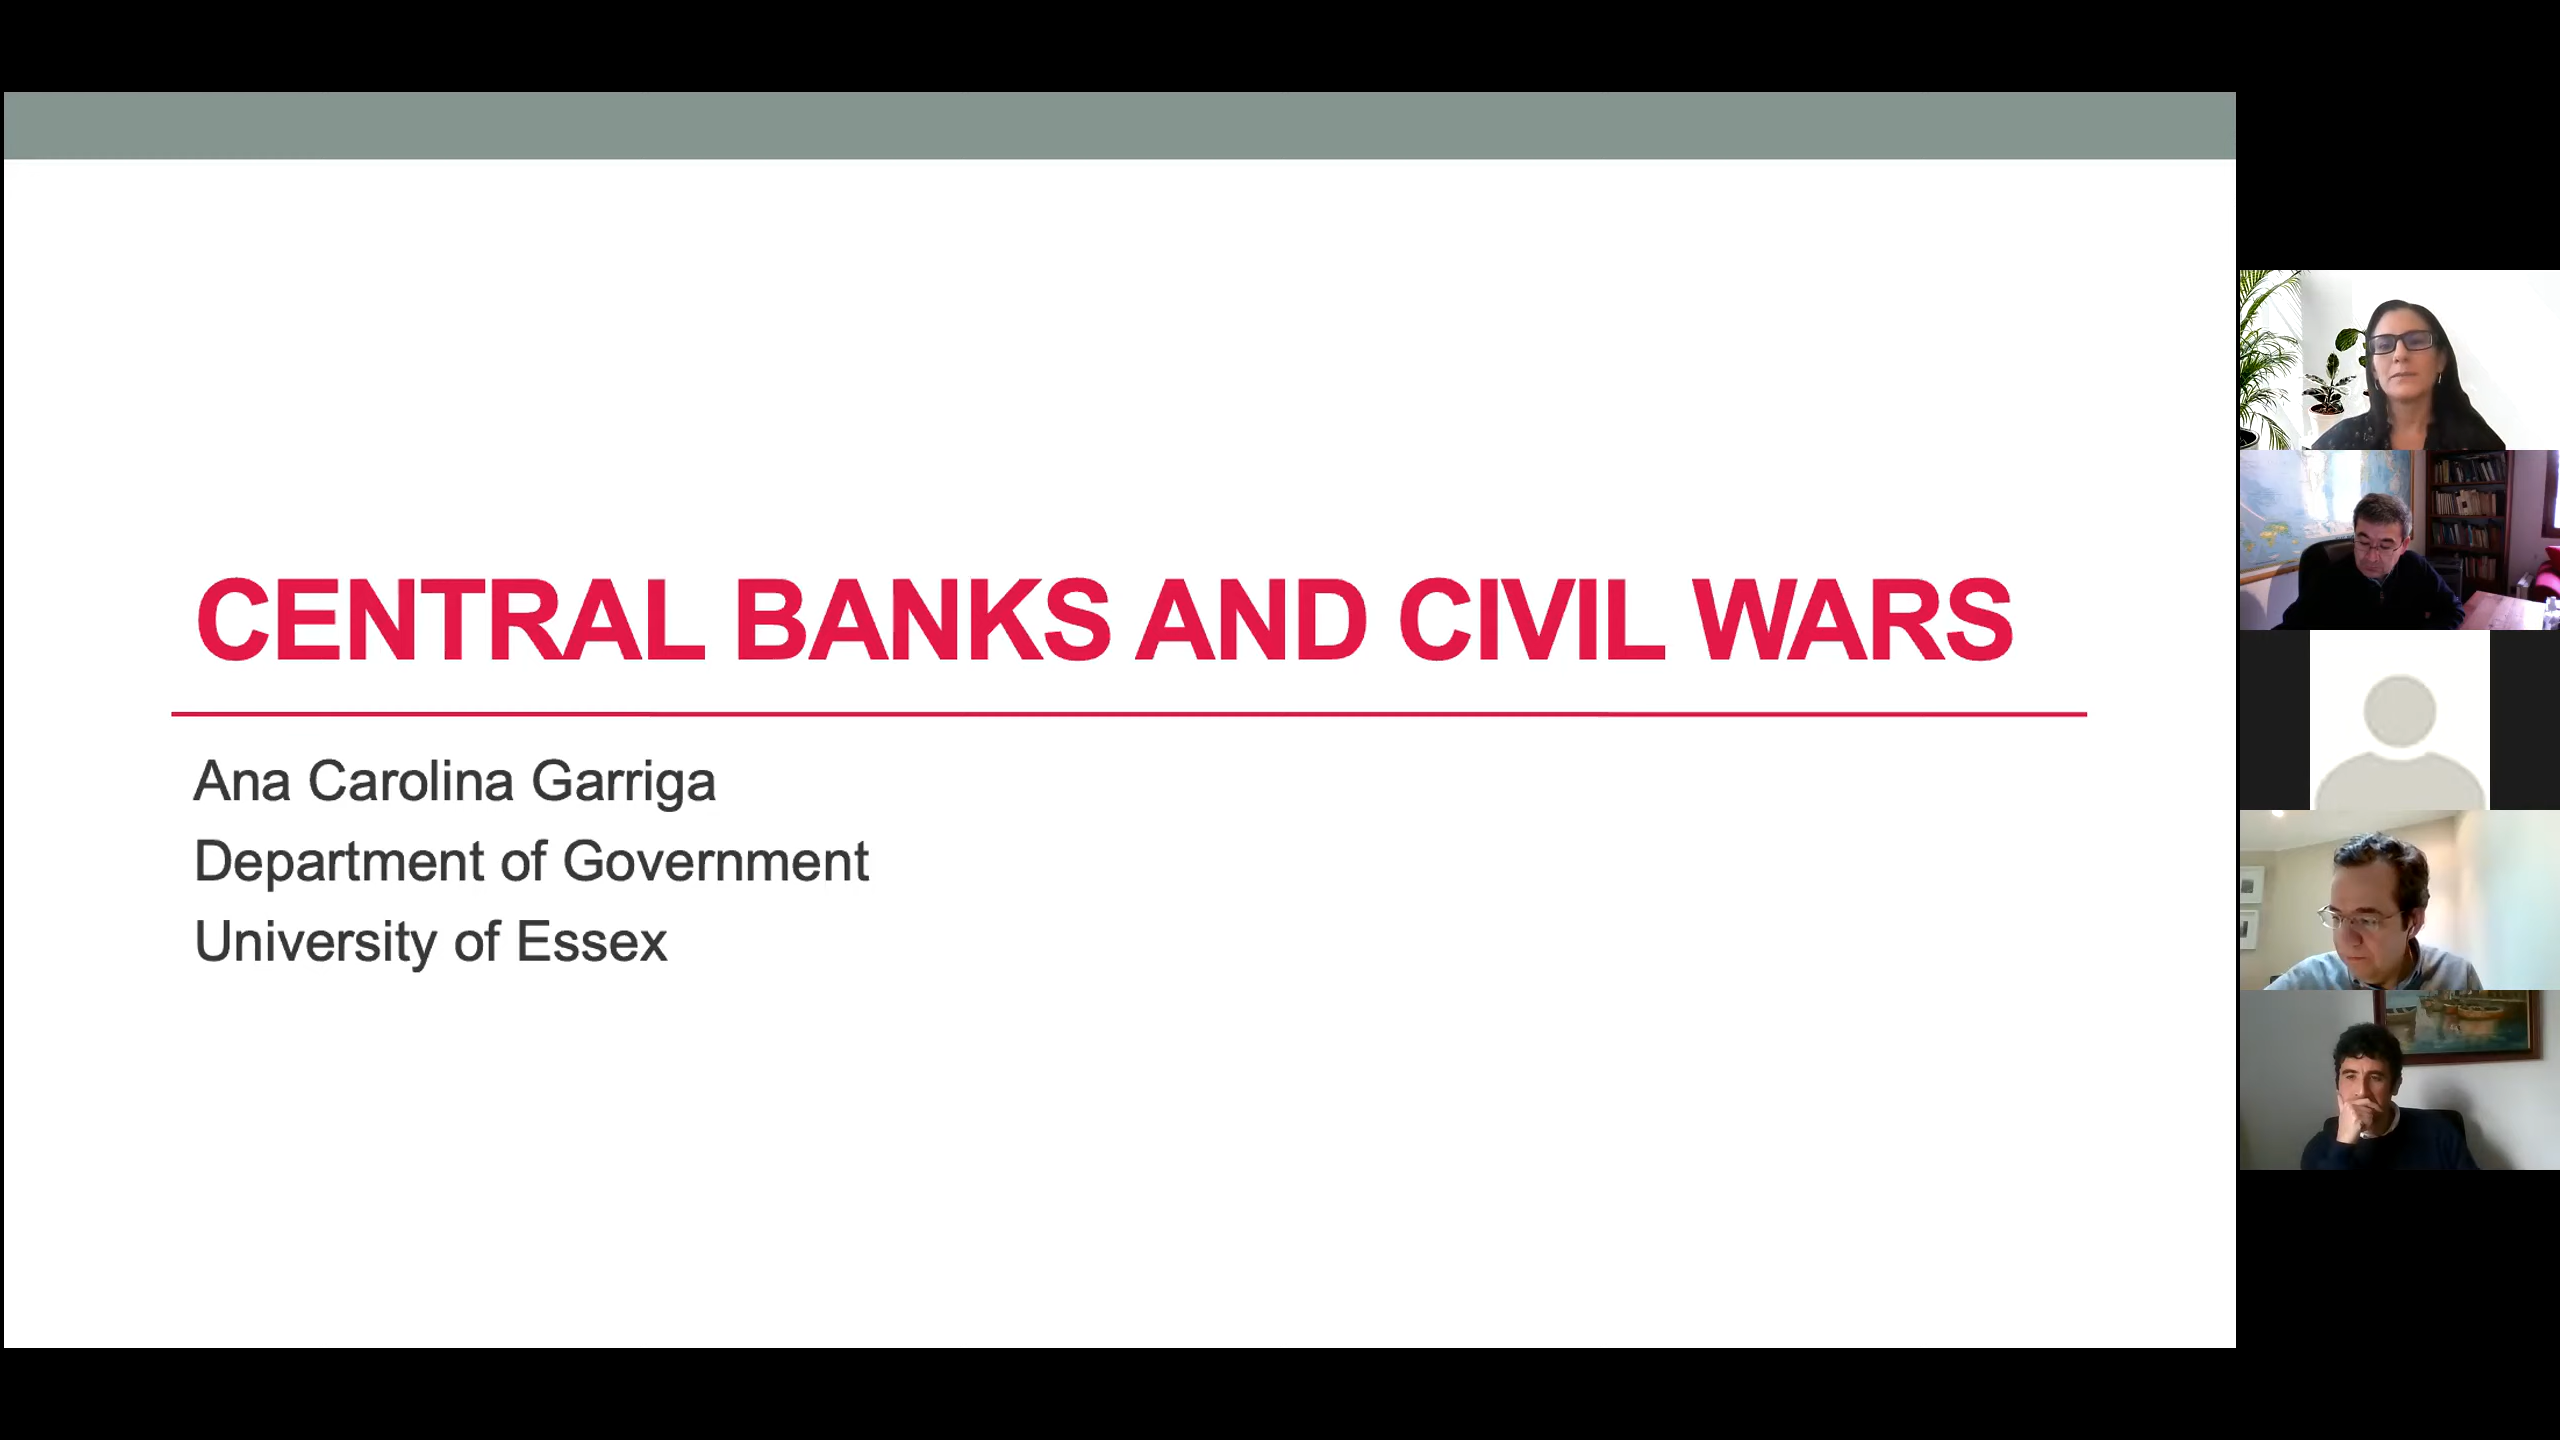 CENTRAL BANKS AND CIVIL WARS
Ana Carolina Garriga
Department of Government
University of Essex